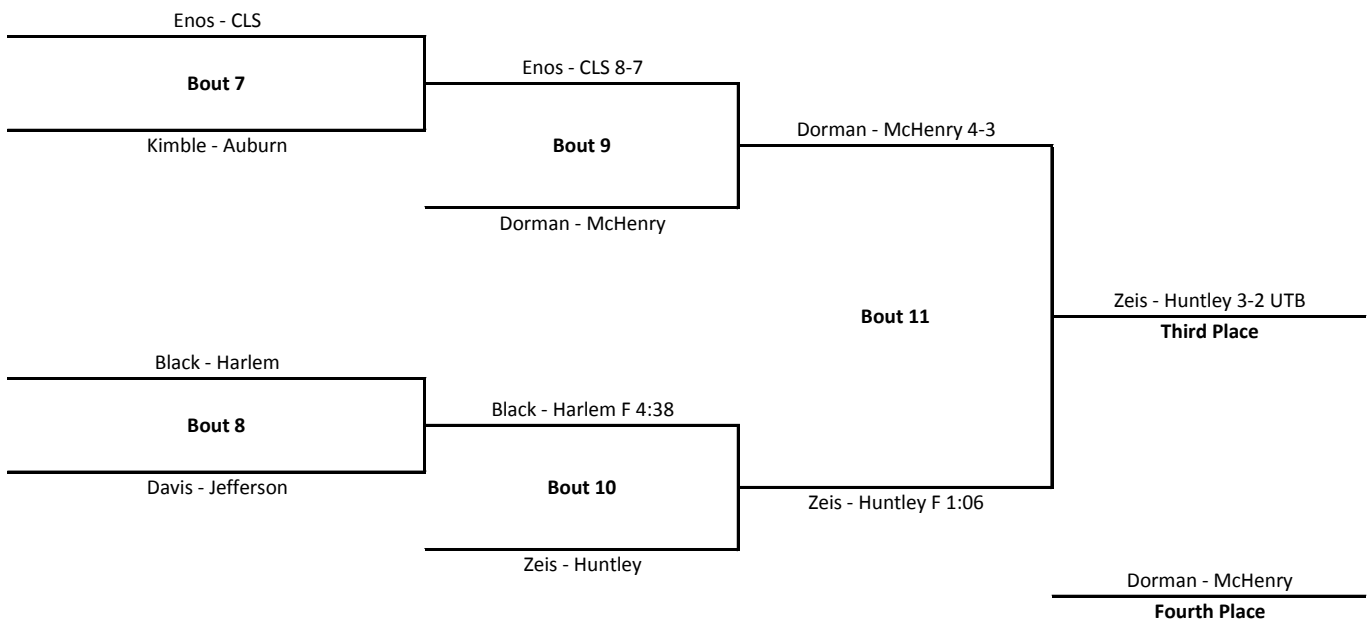 Enos - CLS
Bout 7
Enos - CLS 8-7
Kimble - Auburn
Bout 9
Dorman - McHenry 4-3
Dorman - McHenry
Bout 11
Zeis - Huntley 3-2 UTB
Third Place
Black - Harlem
Bout 8
Black - Harlem F 4:38
Davis - Jefferson
Bout 10
Zeis - Huntley F 1:06
Zeis - Huntley
Dorman - McHenry
Fourth Place